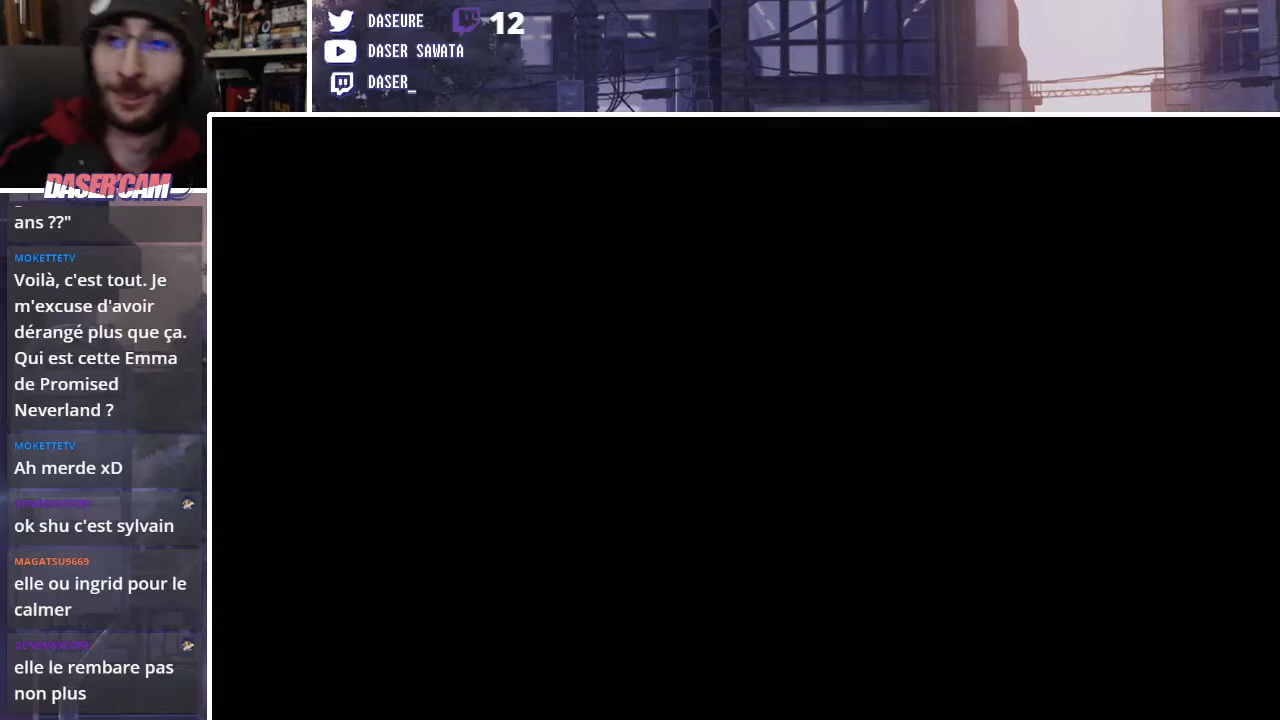 DASEURE
12
DASER SAWATA
DASER_
DASER'CAM
ans ??"
MOKETTETV
Voilà, c'est tout. Je
m'excuse d'avoir
dérangé plus que ça.
Qui est cette Emma
de Promised
Neverland ?
MOKETTETV
Ah merde xD
ok shu c'est sylvain
MAGATSU9669
elle ou ingrid pour le
calmer
elle le rembare pas
non plus